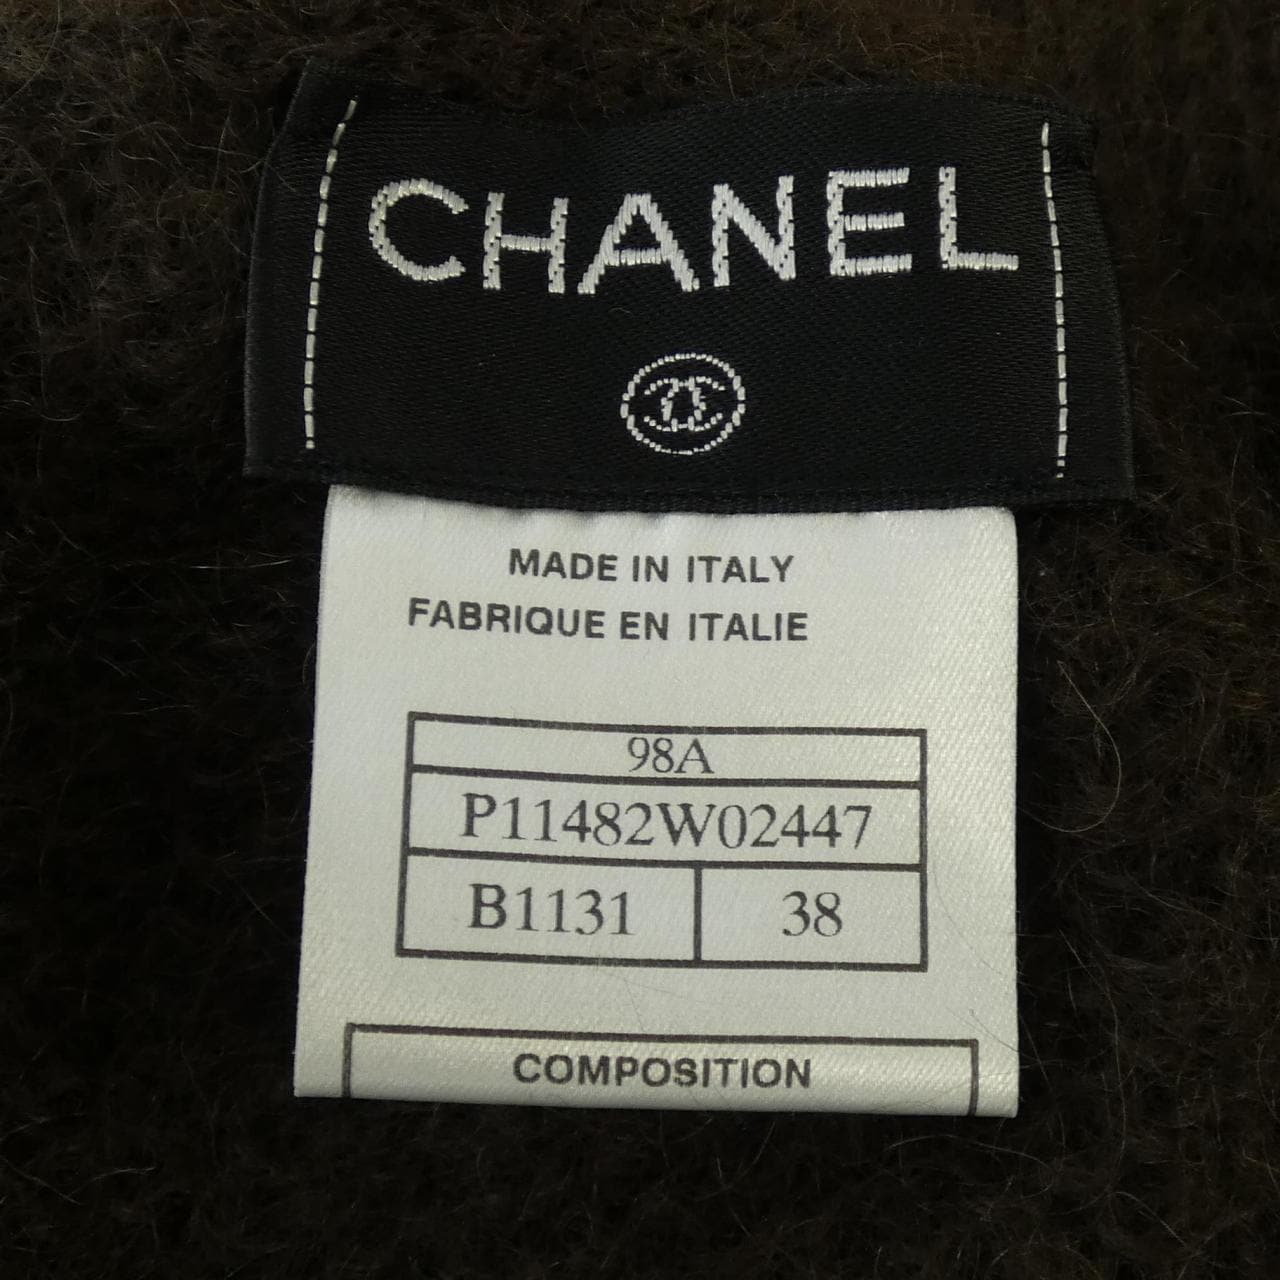 CHANEL
MADE IN ITALY
FABRIQUE EN ITALIE
98A
P11482W02447
B1131 38
COMPOSITION